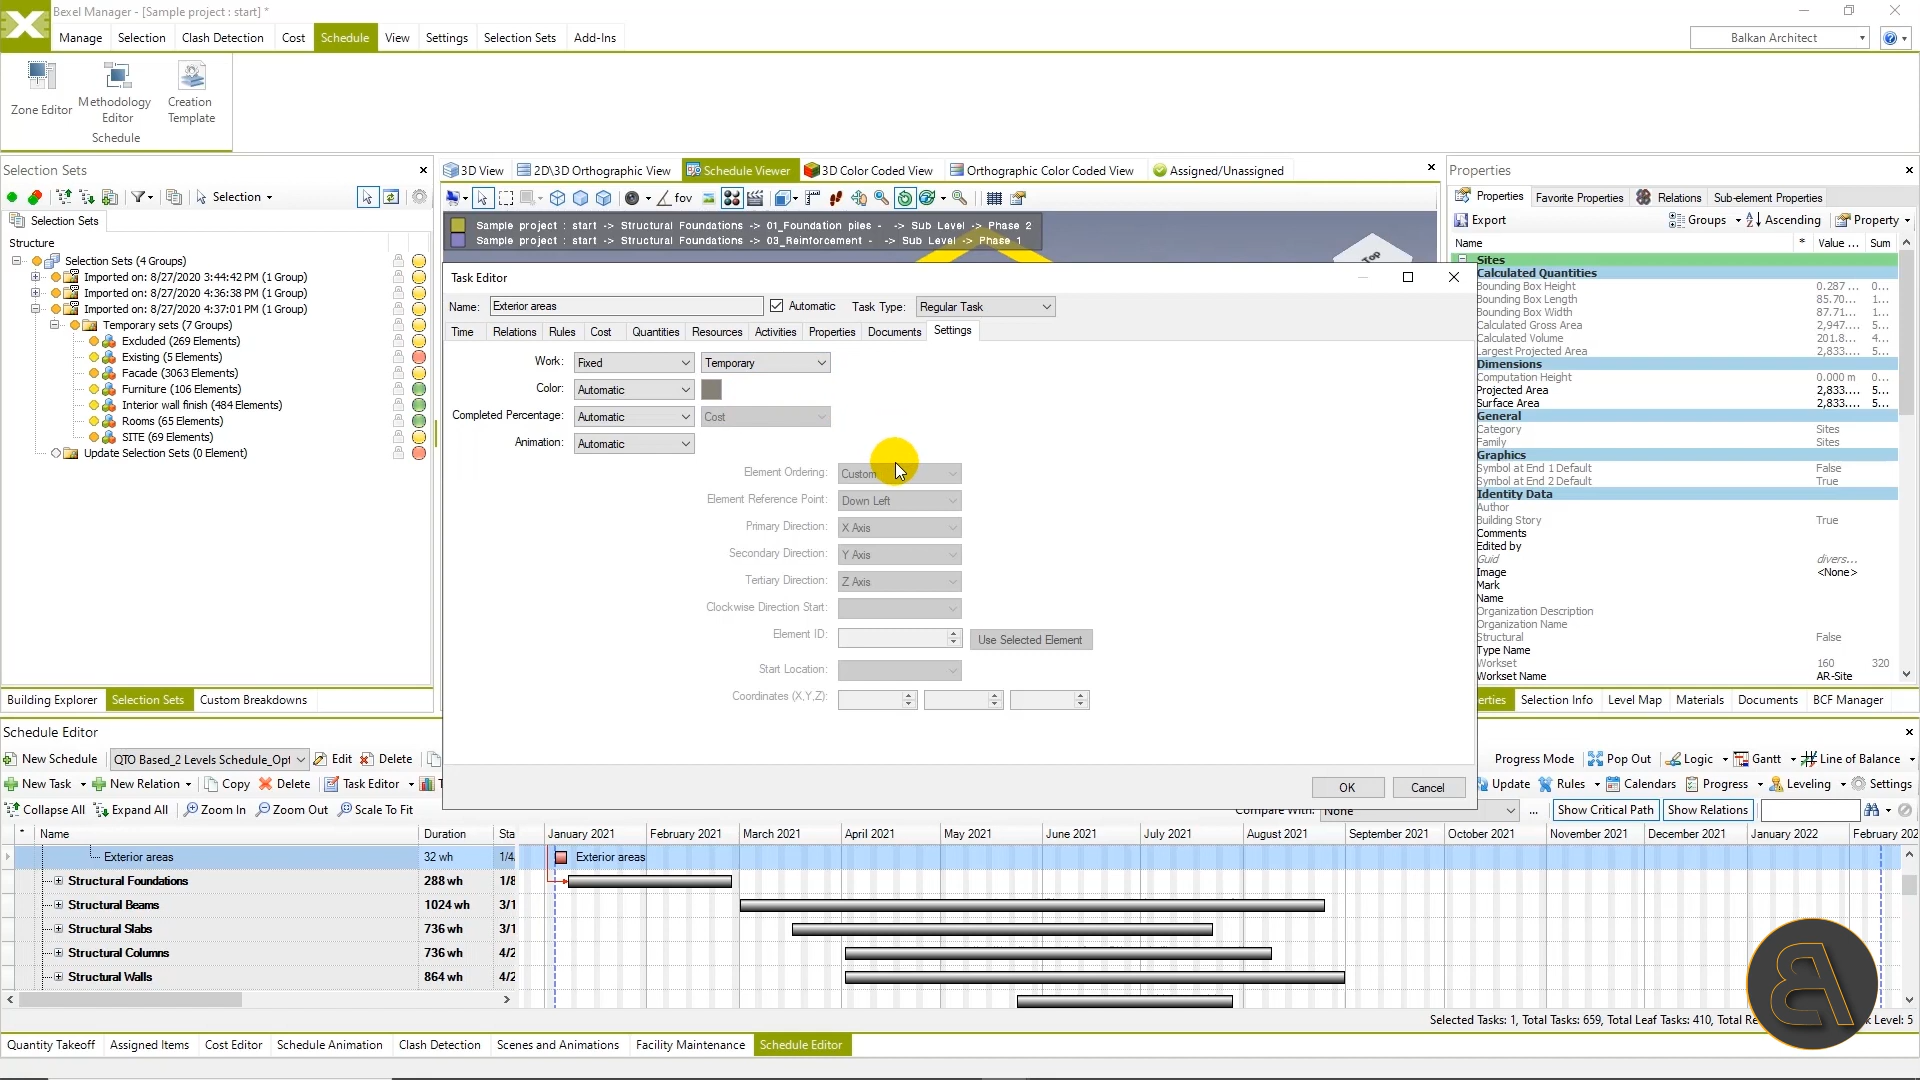 Bexel Manager - [Sample project : start] *
Manage Selection Clash Detection Cost Schedule View Settings Selection Sets Add-Ins Balkan Architect
Zone Editor Methodology Editor Creation Template
Schedule
Selection Sets
Selection
Selection Sets
Structure
Selection Sets (4 Groups)
Imported on: 8/27/2020 3:44:42 PM (1 Group)
Imported on: 8/27/2020 4:36:38 PM (1 Group)
Imported on: 8/27/2020 4:37:01 PM (1 Group)
Temporary sets (7 Groups)
Excluded (269 Elements)
Existing (5 Elements)
Facade (3063 Elements)
Furniture (106 Elements)
Interior wall finish (484 Elements)
Rooms (65 Elements)
SITE (69 Elements)
Update Selection Sets (0 Element)
Building Explorer Selection Sets Custom Breakdowns
3D View 2D\3D Orthographic View Schedule Viewer 3D Color Coded View Orthographic Color Coded View Assigned/Unassigned
fov
Sample project : start -> Structural Foundations -> 01_Foundation piles - -> Sub Level -> Phase 2
Sample project : start -> Structural Foundations -> 03_Reinforcement - -> Sub Level -> Phase 1
Top
Task Editor
Name: Exterior areas Automatic Task Type: Regular Task
Time Relations Rules Cost Quantities Resources Activities Properties Documents Settings
Work: Fixed Temporary
Color: Automatic
Completed Percentage: Automatic Cost
Animation: Automatic
Element Ordering: Custom
Element Reference Point: Down Left
Primary Direction: X Axis
Secondary Direction: Y Axis
Tertiary Direction: Z Axis
Clockwise Direction Start:
Element ID: Use Selected Element
Start Location:
Coordinates (X,Y,Z):
OK Cancel
Properties
Properties Favorite Properties Relations Sub-element Properties
Export Groups Ascending Property
Name * Value ... Sum
Sites
Calculated Quantities
Bounding Box Height 0.287 ... 0...
Bounding Box Length 85.70... 1...
Bounding Box Width 87.71... 1...
Calculated Gross Area 2,947.... 5...
Calculated Volume 201.8... 4...
Largest Projected Area 2,833.... 5...
Dimensions
Computation Height 0.000 m 0...
Projected Area 2,833.... 5...
Surface Area 2,833.... 5...
General
Category Sites
Family Sites
Graphics
Symbol at End 1 Default False
Symbol at End 2 Default True
Identity Data
Author
Building Story True
Comments
Edited by
Guid divers...
Image <None>
Mark
Name
Organization Description
Organization Name
Structural False
Type Name
Workset 160 320
Workset Name AR-Site
erties Selection Info Level Map Materials Documents BCF Manager
Schedule Editor
New Schedule QTO Based_2 Levels Schedule_Opt Edit Delete Progress Mode Pop Out Logic Gantt Line of Balance
New Task New Relation Copy Delete Task Editor T Update Rules Calendars Progress Leveling Settings
Collapse All Expand All Zoom In Zoom Out Scale To Fit Compare With: None ... Show Critical Path Show Relations
* Name Duration Sta January 2021 February 2021 March 2021 April 2021 May 2021 June 2021 July 2021 August 2021 September 2021 October 2021 November 2021 December 2021 January 2022 February 202
Exterior areas 32 wh 1/4 Exterior areas
Structural Foundations 288 wh 1/8
Structural Beams 1024 wh 3/1
Structural Slabs 736 wh 3/1
Structural Columns 736 wh 4/2
Structural Walls 864 wh 4/2
Selected Tasks: 1, Total Tasks: 659, Total Leaf Tasks: 410, Total Re k Level: 5
Quantity Takeoff Assigned Items Cost Editor Schedule Animation Clash Detection Scenes and Animations Facility Maintenance Schedule Editor